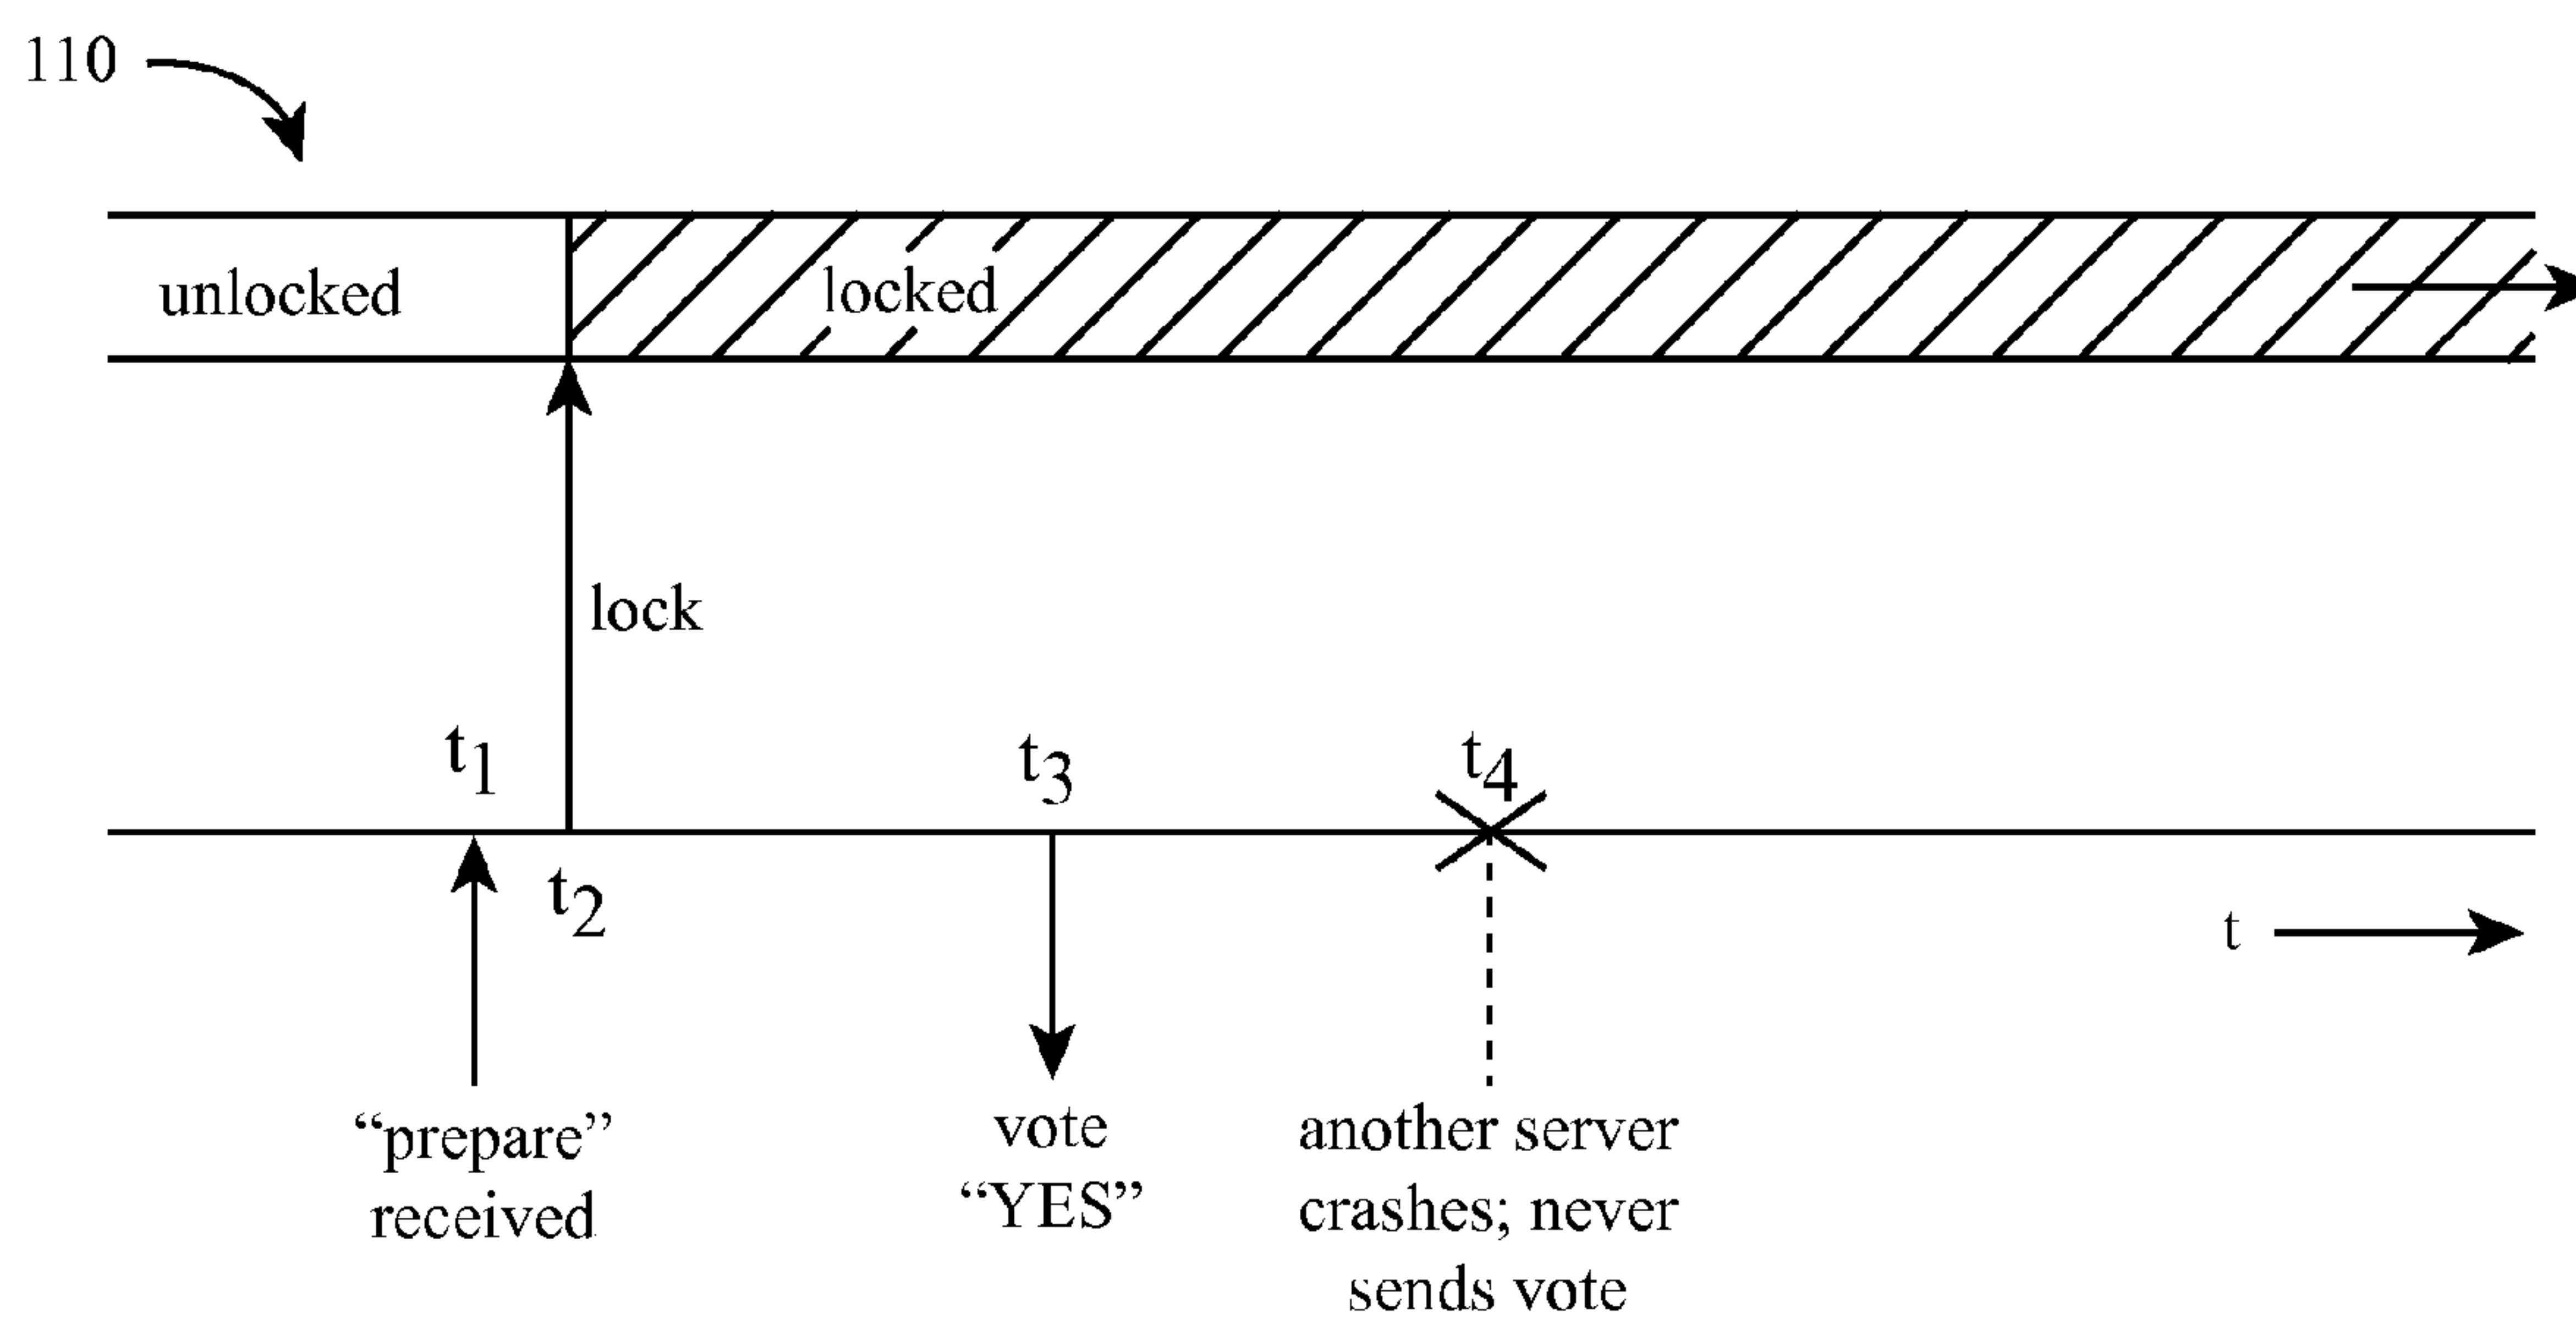 110
unlocked
locked
lock
t1
t3
t4
t2
t
“prepare”
received
vote
“YES”
another server
crashes; never
sends vote